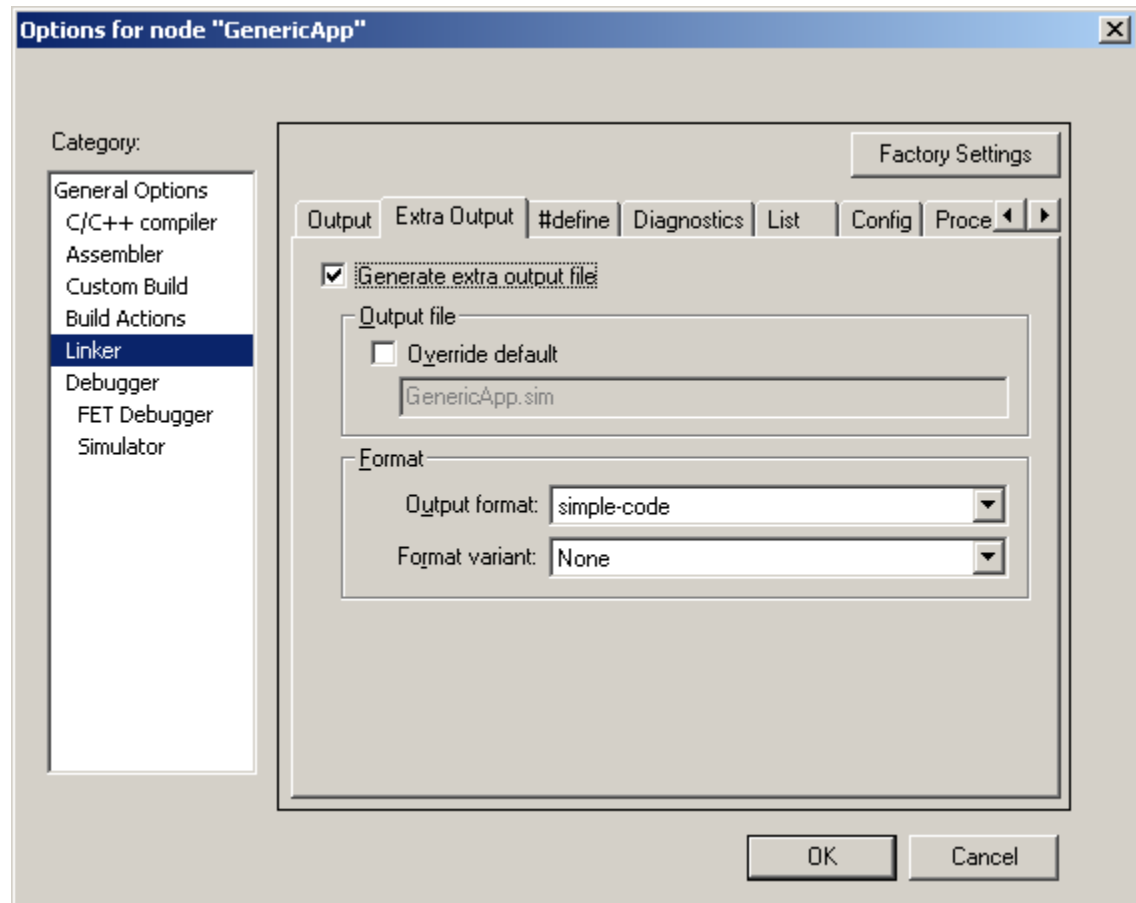 Options for node "GenericApp"
Category:
General Options
C/C++ compiler
Assembler
Custom Build
Build Actions
Linker
Debugger
FET Debugger
Simulator
Factory Settings
Output Extra Output #define Diagnostics List Config Proce
Generate extra output file
Output file
Override default
GenericApp.sim
Format
Output format: simple-code
Format variant: None
OK Cancel